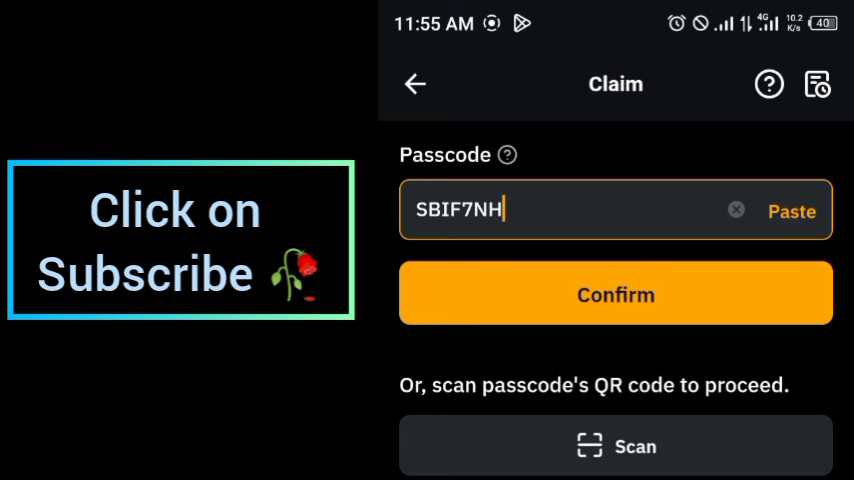 Click on
Subscribe 🥀
11:55 AM
4G
10.2
K/s
40
Claim
Passcode
SBIF7NH
Paste
Confirm
Or, scan passcode's QR code to proceed.
Scan